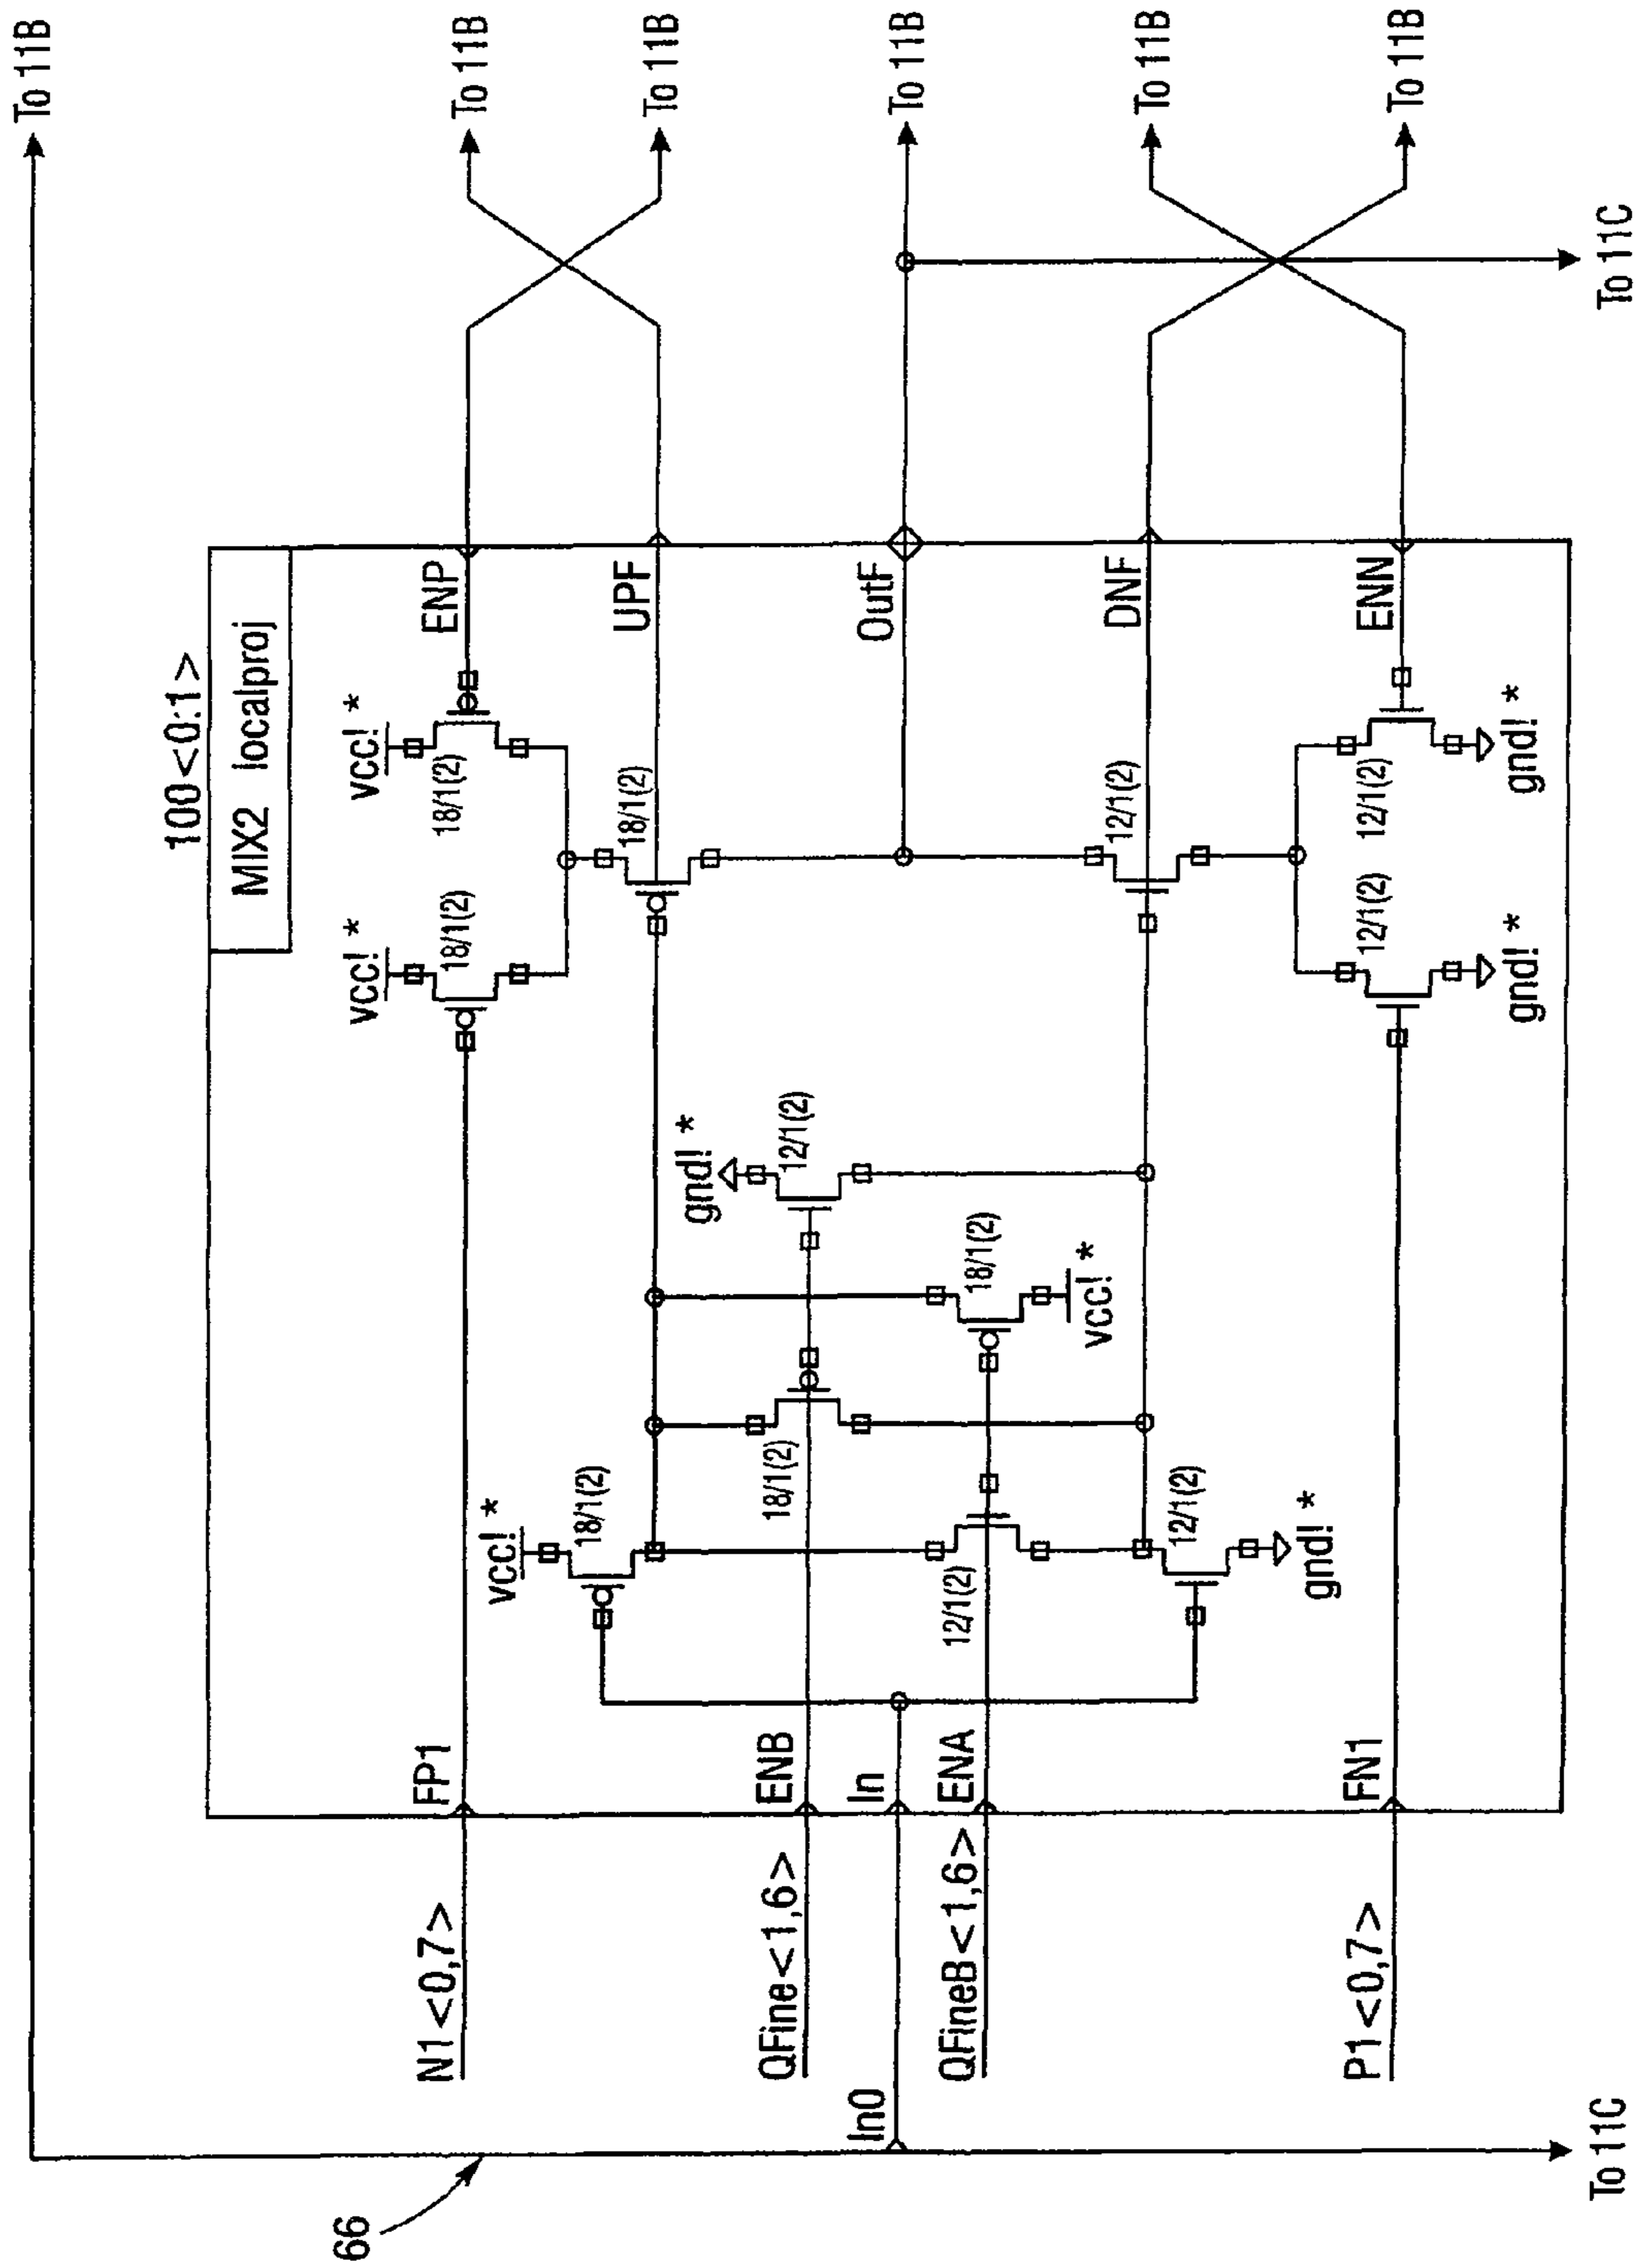 To 11B
To 11B
To 11B
To 11B
To 11B
To 11B
To 11C
100<0:1>
MIX2 localproj
ENP
UPF
OutF
DNF
ENN
vcc! *
18/1(2)
vcc! *
18/1(2)
18/1(2)
12/1(2)
12/1(2)
gnd! *
12/1(2)
gnd! *
gnd! *
12/1(2)
18/1(2)
vcc! *
18/1(2)
vcc! *
18/1(2)
12/1(2)
12/1(2)
gnd! *
FP1
ENB
In
ENA
FN1
N1<0,7>
QFine<1,6>
In0
QFineB<1,6>
P1<0,7>
66
To 11C